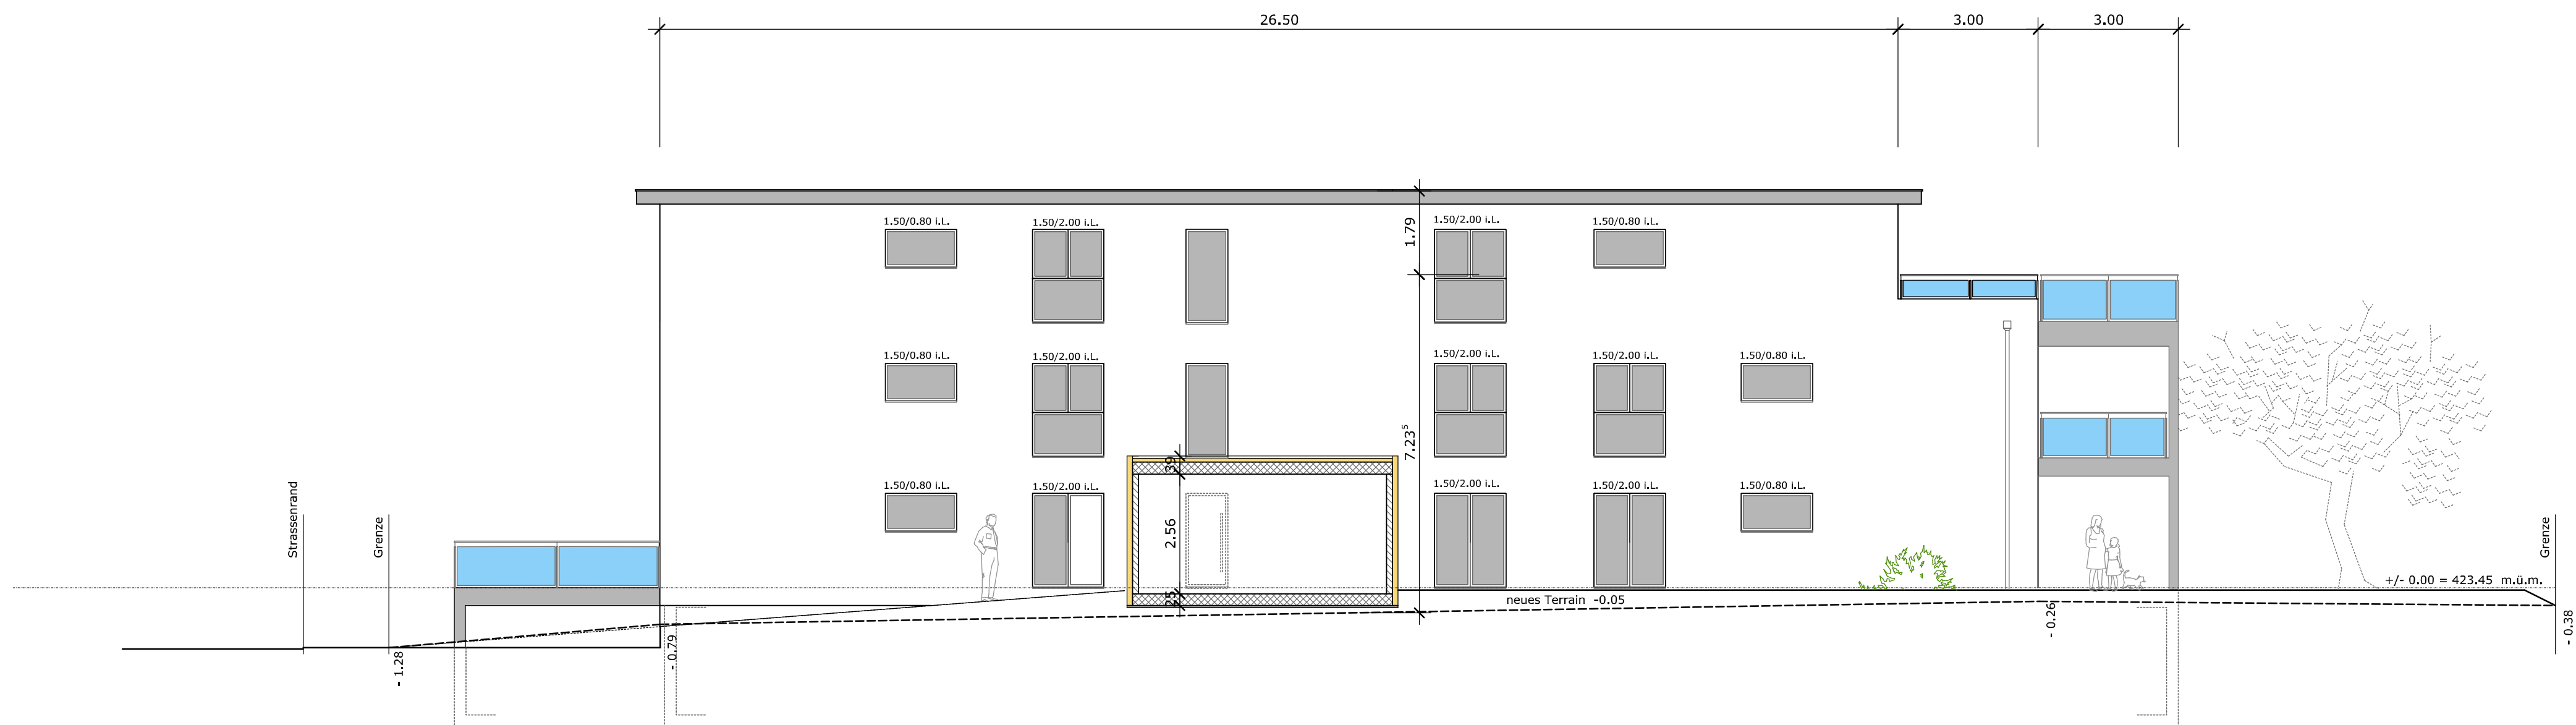 26.50
3.00
3.00
1.50/0.80 i.L.
1.50/2.00 i.L.
1.50/2.00 i.L.
1.50/0.80 i.L.
1.79
1.50/0.80 i.L.
1.50/2.00 i.L.
1.50/2.00 i.L.
1.50/2.00 i.L.
1.50/0.80 i.L.
7.23⁵
39
1.50/0.80 i.L.
1.50/2.00 i.L.
1.50/2.00 i.L.
1.50/2.00 i.L.
1.50/0.80 i.L.
Strassenrand
Grenze
2.56
Grenze
+/- 0.00 = 423.45 m.ü.m.
25
neues Terrain -0.05
- 1.28
- 0.79
- 0.26
- 0.38